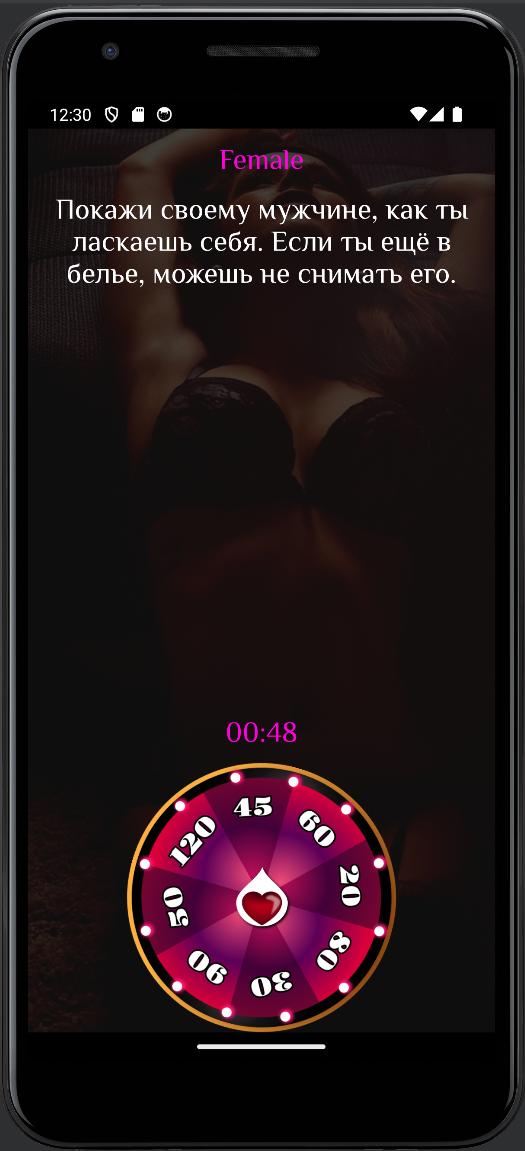 12:30
Female
Покажи своему мужчине, как ты
ласкаешь себя. Если ты ещё в
белье, можешь не снимать его.
00:48
45
60
20
80
30
90
50
120